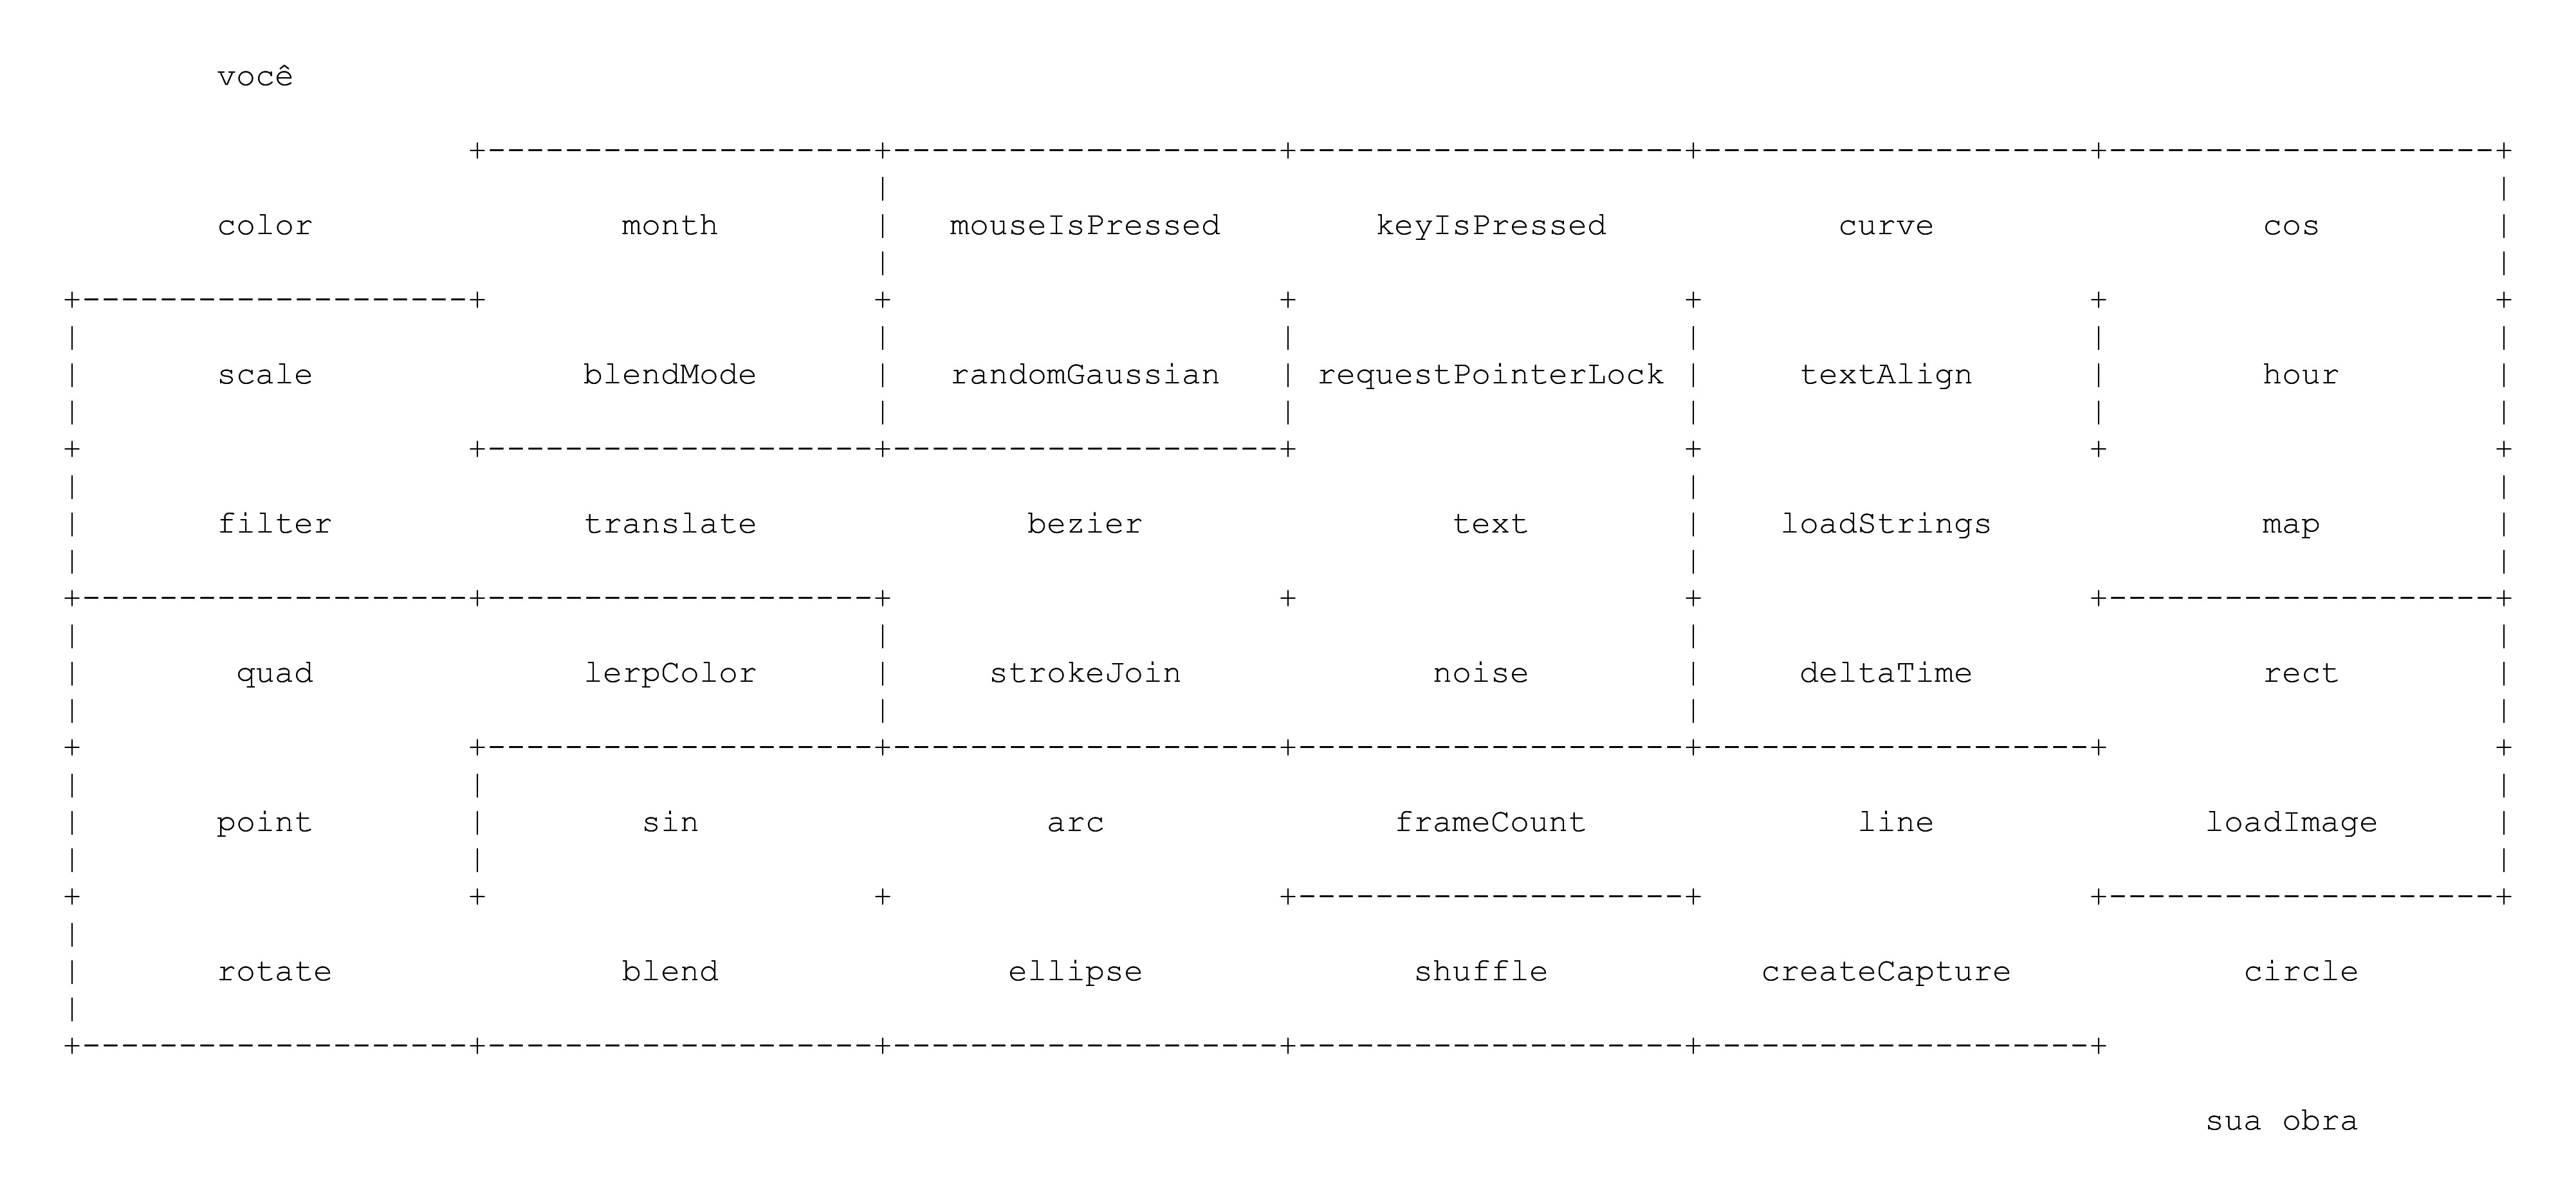 você
color month mouseIsPressed keyIsPressed curve cos
scale blendMode randomGaussian requestPointerLock textAlign hour
filter translate bezier text loadStrings map
quad lerpColor strokeJoin noise deltaTime rect
point sin arc frameCount line loadImage
rotate blend ellipse shuffle createCapture circle
sua obra